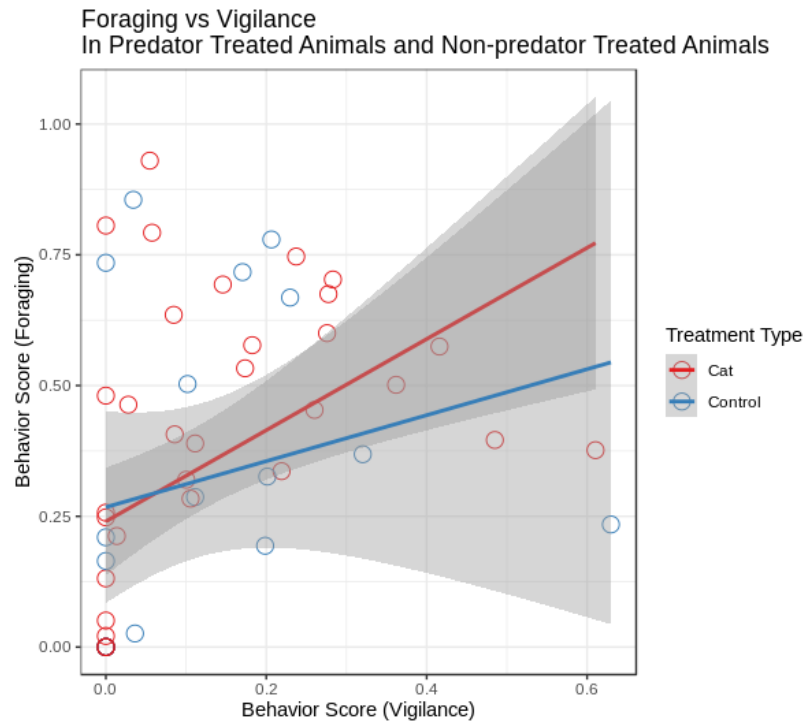 Foraging vs Vigilance
In Predator Treated Animals and Non-predator Treated Animals
1.00
0.75
0.50
0.25
0.00
Behavior Score (Foraging)
0.0 0.2 0.4 0.6
Behavior Score (Vigilance)
Treatment Type
Cat
Control